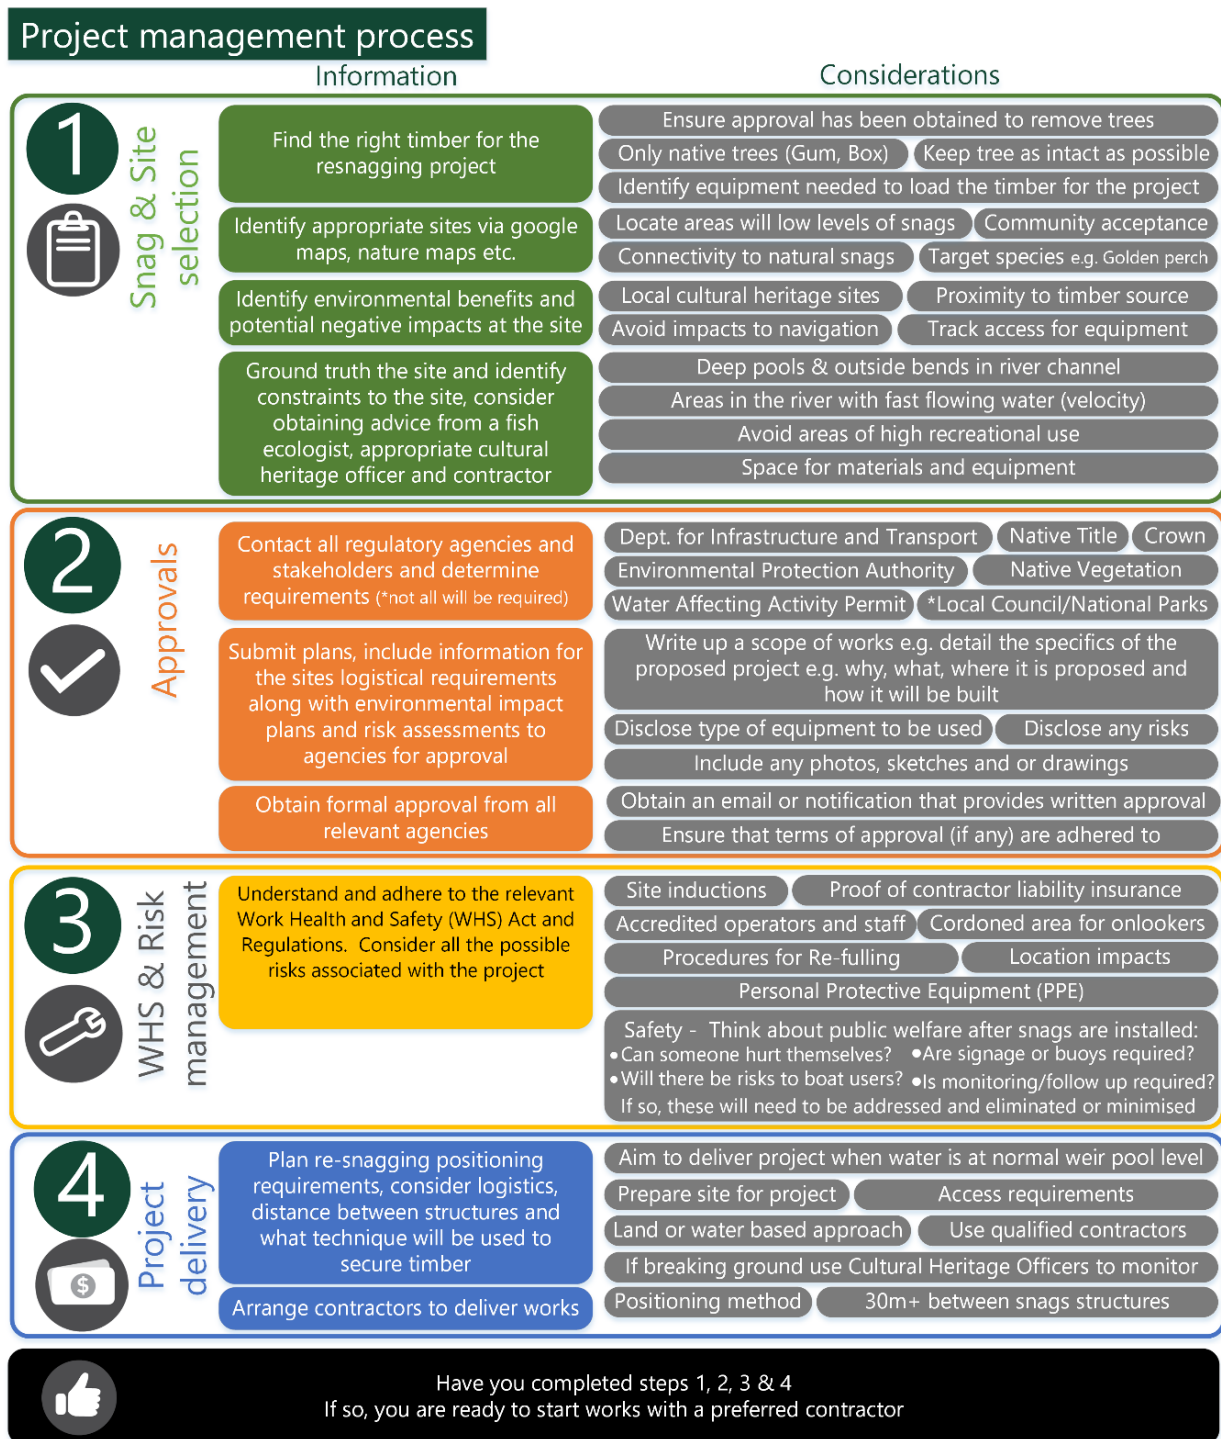 Project management process
Information
Considerations
1
Snag & Site
selection
Find the right timber for the
resnagging project
Ensure approval has been obtained to remove trees
Only native trees (Gum, Box)
Keep tree as intact as possible
Identify equipment needed to load the timber for the project
Identify appropriate sites via google
maps, nature maps etc.
Locate areas will low levels of snags
Community acceptance
Connectivity to natural snags
Target species e.g. Golden perch
Identify environmental benefits and
potential negative impacts at the site
Local cultural heritage sites
Proximity to timber source
Avoid impacts to navigation
Track access for equipment
Ground truth the site and identify
constraints to the site, consider
obtaining advice from a fish
ecologist, appropriate cultural
heritage officer and contractor
Deep pools & outside bends in river channel
Areas in the river with fast flowing water (velocity)
Avoid areas of high recreational use
Space for materials and equipment
2
Approvals
Contact all regulatory agencies and
stakeholders and determine
requirements (*not all will be required)
Dept. for Infrastructure and Transport
Native Title
Crown
Environmental Protection Authority
Native Vegetation
Water Affecting Activity Permit
*Local Council/National Parks
Submit plans, include information for
the sites logistical requirements
along with environmental impact
plans and risk assessments to
agencies for approval
Write up a scope of works e.g. detail the specifics of the
proposed project e.g. why, what, where it is proposed and
how it will be built
Disclose type of equipment to be used
Disclose any risks
Include any photos, sketches and or drawings
Obtain formal approval from all
relevant agencies
Obtain an email or notification that provides written approval
Ensure that terms of approval (if any) are adhered to
3
WHS & Risk
management
Understand and adhere to the relevant
Work Health and Safety (WHS) Act and
Regulations.  Consider all the possible
risks associated with the project
Site inductions
Proof of contractor liability insurance
Accredited operators and staff
Cordoned area for onlookers
Procedures for Re-fulling
Location impacts
Personal Protective Equipment (PPE)
Safety -  Think about public welfare after snags are installed:
•Can someone hurt themselves?
•Are signage or buoys required?
•Will there be risks to boat users?
•Is monitoring/follow up required?
If so, these will need to be addressed and eliminated or minimised
4
Project
delivery
$
Plan re-snagging positioning
requirements, consider logistics,
distance between structures and
what technique will be used to
secure timber
Arrange contractors to deliver works
Aim to deliver project when water is at normal weir pool level
Prepare site for project
Access requirements
Land or water based approach
Use qualified contractors
If breaking ground use Cultural Heritage Officers to monitor
Positioning method
30m+ between snags structures
Have you completed steps 1, 2, 3 & 4
If so, you are ready to start works with a preferred contractor